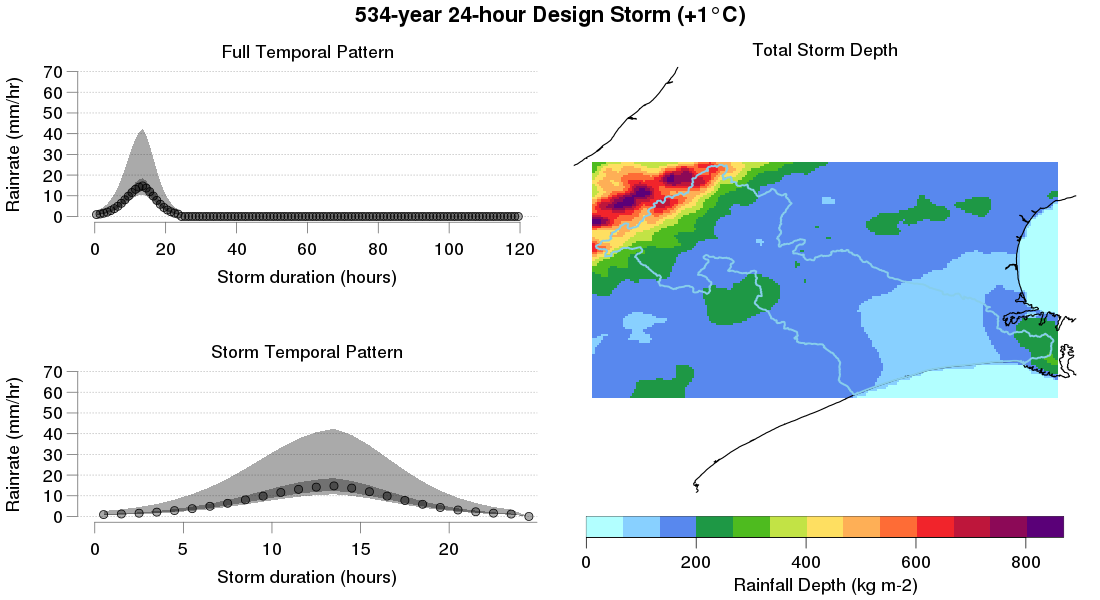 534-year 24-hour Design Storm (+1°C)
Full Temporal Pattern
Rainrate (mm/hr)
70
60
50
40
30
20
10
0
0 20 40 60 80 100 120
Storm duration (hours)
Storm Temporal Pattern
Rainrate (mm/hr)
70
60
50
40
30
20
10
0
0 5 10 15 20
Storm duration (hours)
Total Storm Depth
0 200 400 600 800
Rainfall Depth (kg m-2)